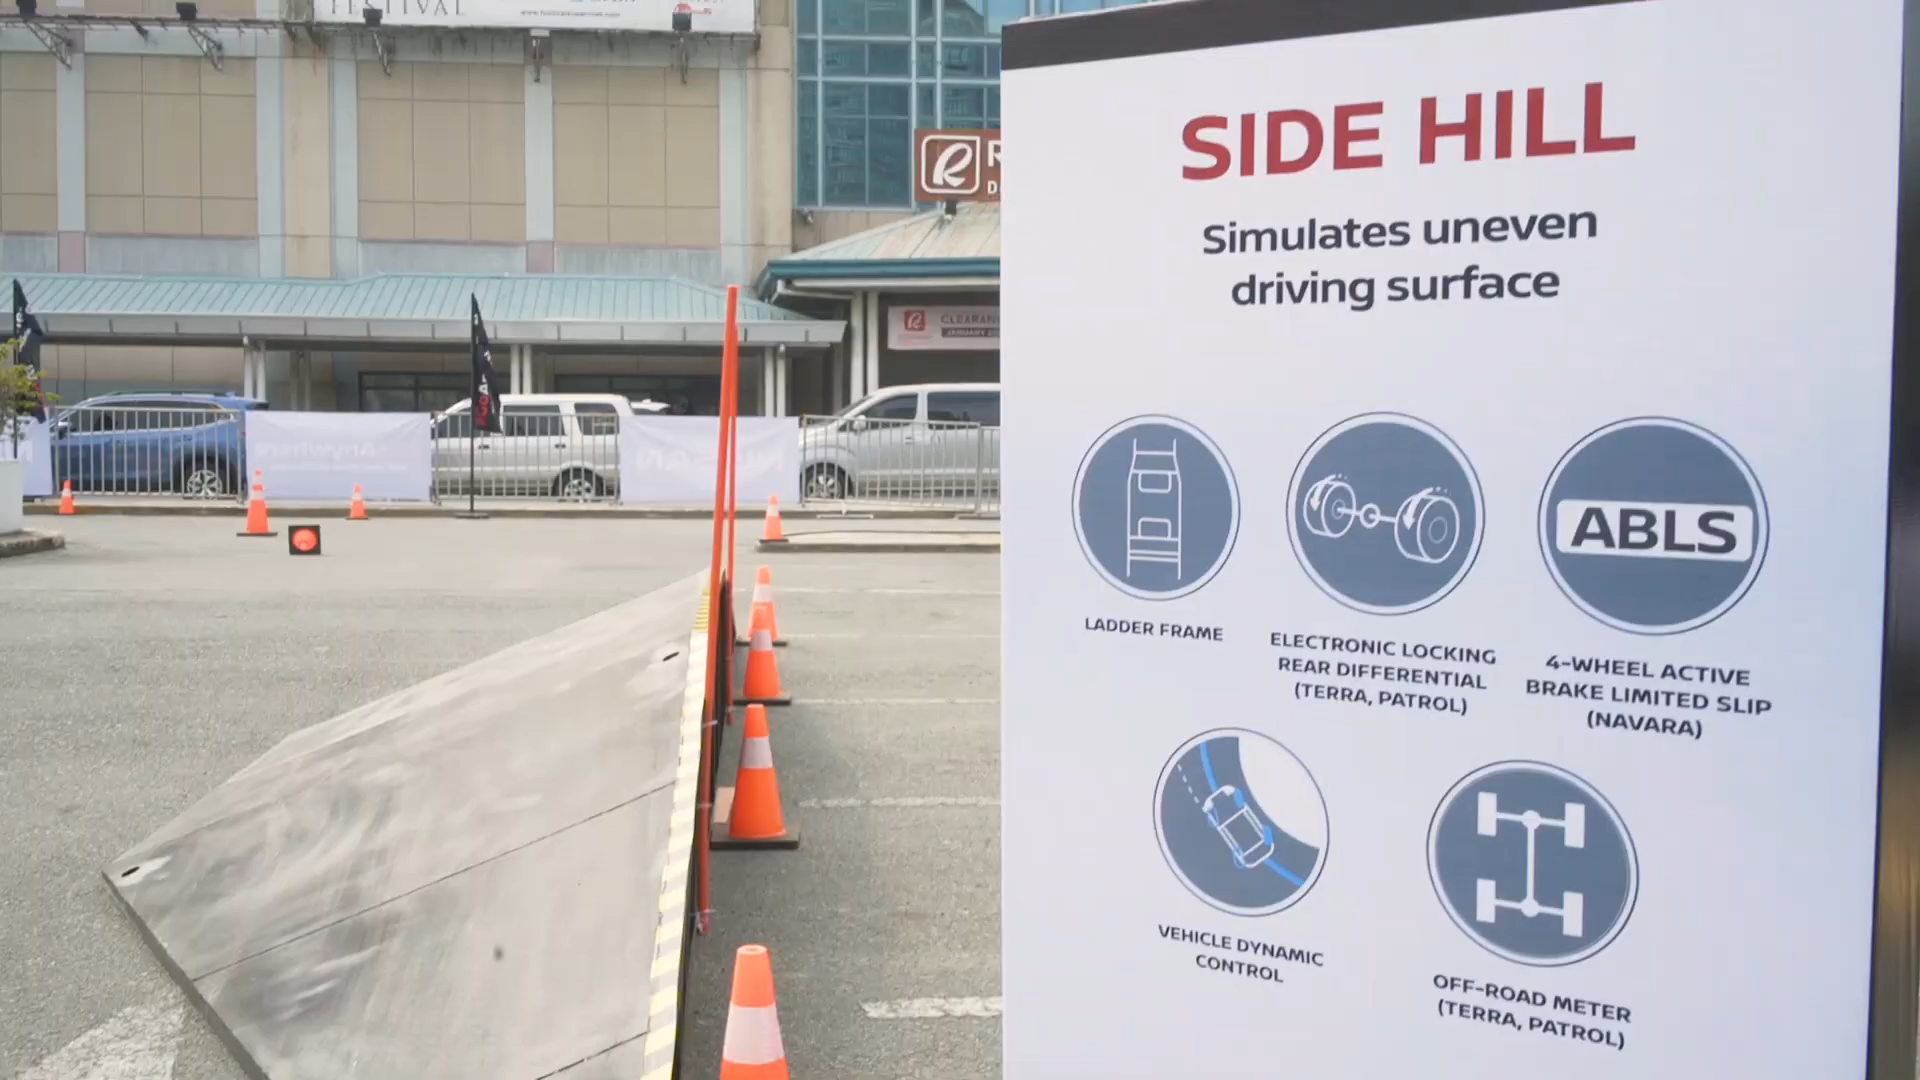 FESTIVAL
SIDE HILL
Simulates uneven
driving surface
ABLS
LADDER FRAME
ELECTRONIC LOCKING
REAR DIFFERENTIAL
(TERRA, PATROL)
4-WHEEL ACTIVE
BRAKE LIMITED SLIP
(NAVARA)
VEHICLE DYNAMIC
CONTROL
OFF-ROAD METER
(TERRA, PATROL)